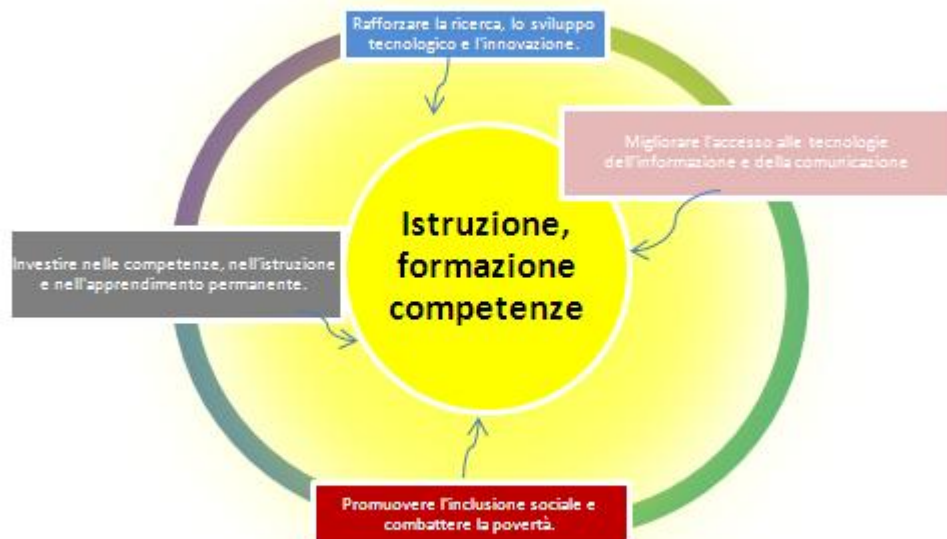 Rafforzare la ricerca, lo sviluppo
tecnologico e l'innovazione.
Migliorare l'accesso alle tecnologie
dell'informazione e della comunicazione
Istruzione,
formazione
competenze
Investire nelle competenze, nell'istruzione
e nell'apprendimento permanente.
Promuovere l'inclusione sociale e
combattere la povertà.